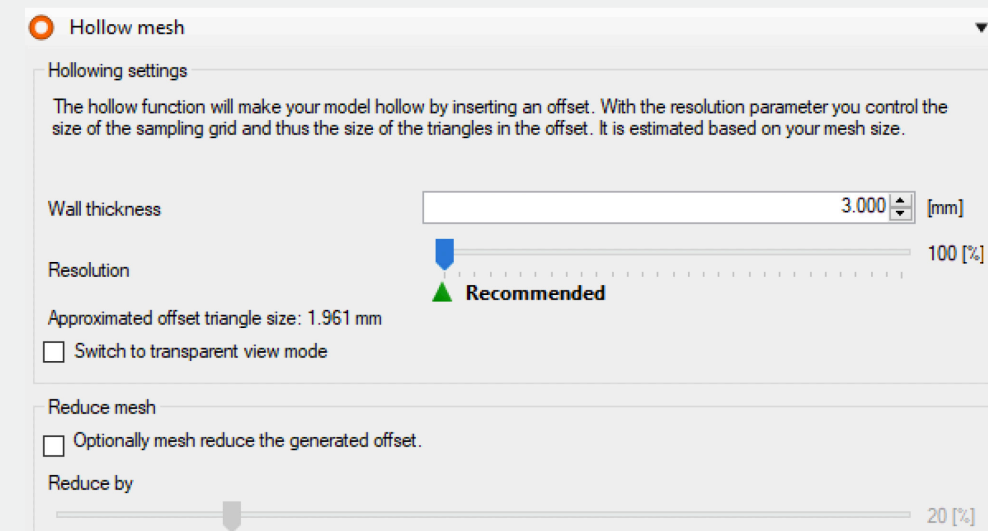 Hollow mesh
Hollowing settings
The hollow function will make your model hollow by inserting an offset. With the resolution parameter you control the
size of the sampling grid and thus the size of the triangles in the offset. It is estimated based on your mesh size.
Wall thickness 3.000 [mm]
100 [%]
Resolution
Recommended
Approximated offset triangle size: 1.961 mm
Switch to transparent view mode
Reduce mesh
Optionally mesh reduce the generated offset.
Reduce by
20 [%]